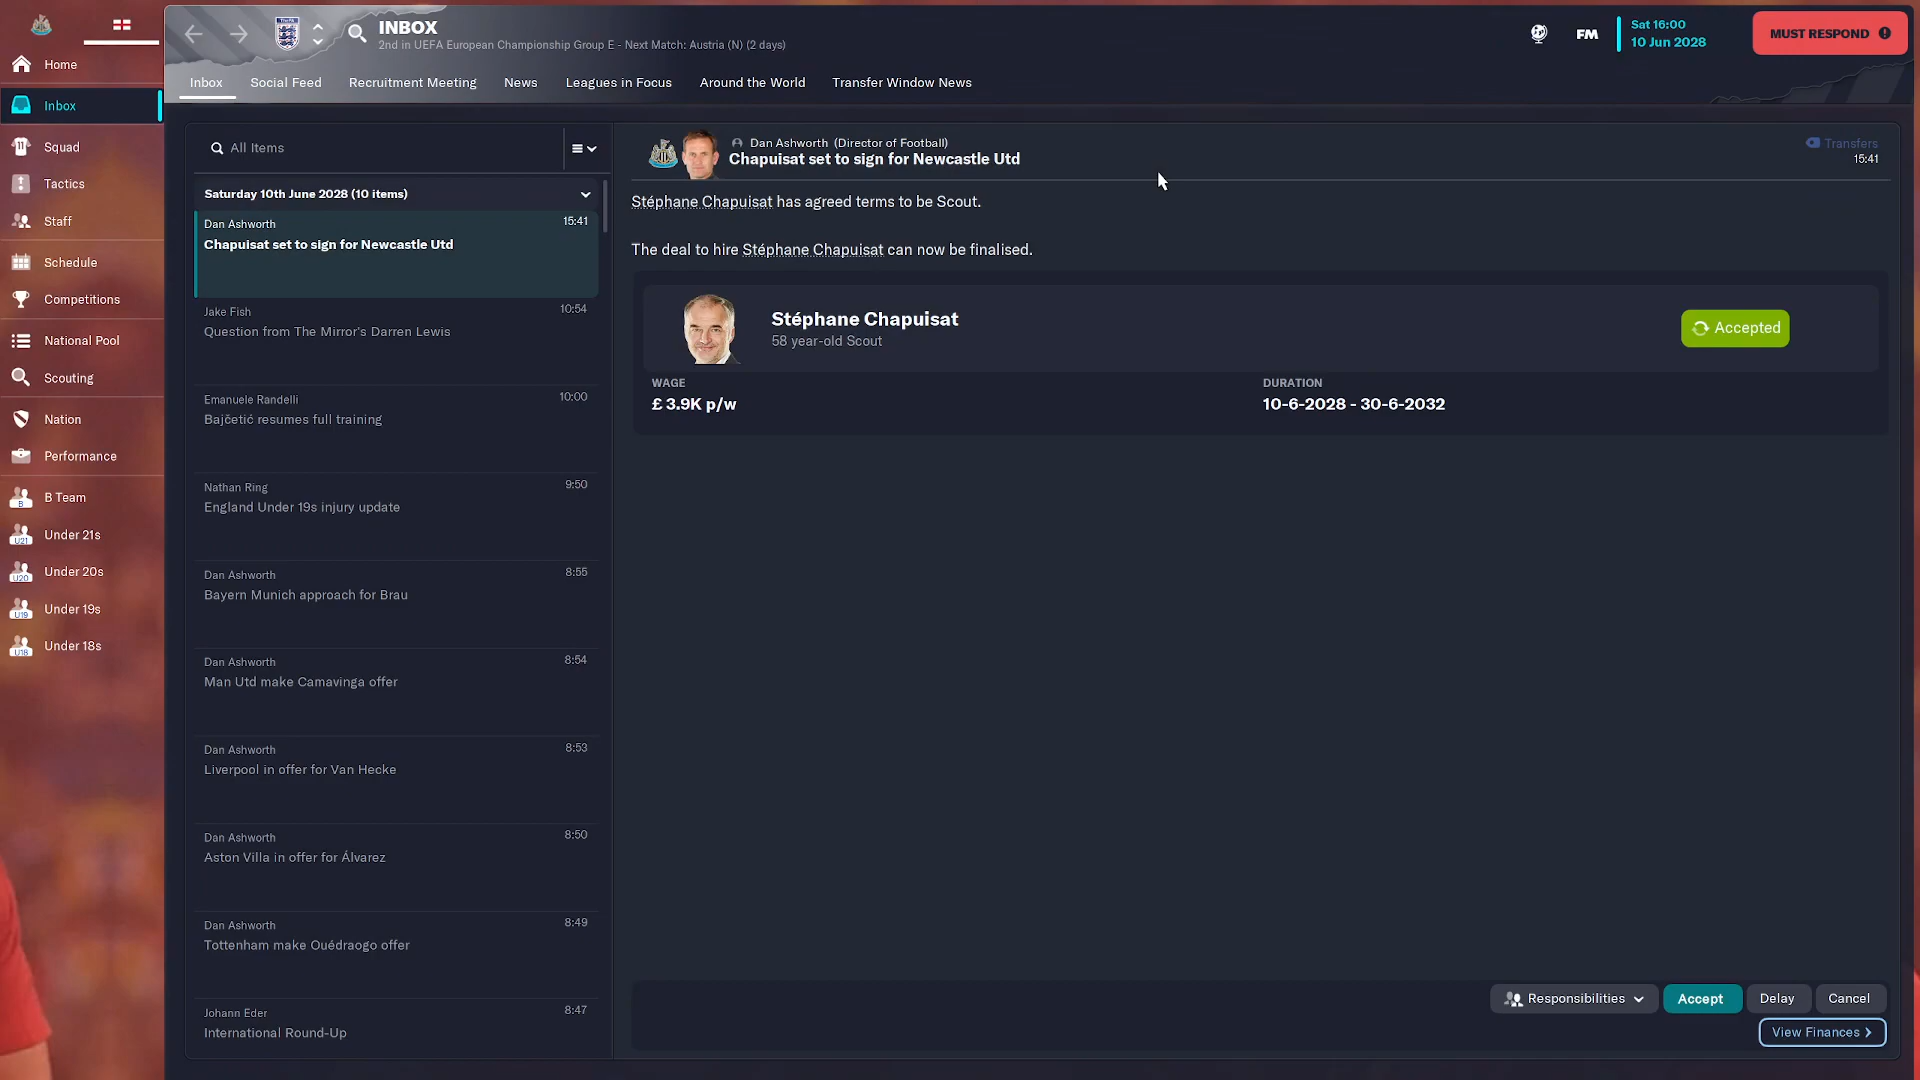 INBOX
2nd in UEFA European Championship Group E - Next Match: Austria (N) (2 days)
FM
Sat 16:00
10 Jun 2028
MUST RESPOND
Home
Inbox
Squad
Tactics
Staff
Schedule
Competitions
National Pool
Scouting
Nation
Performance
B Team
Under 21s
Under 20s
Under 19s
Under 18s
B
U21
U20
U19
U18
11
Inbox
Social Feed
Recruitment Meeting
News
Leagues in Focus
Around the World
Transfer Window News
All Items
Saturday 10th June 2028 (10 items)
Dan Ashworth 15:41
Chapuisat set to sign for Newcastle Utd
Jake Fish 10:54
Question from The Mirror's Darren Lewis
Emanuele Randelli 10:00
Bajčetić resumes full training
Nathan Ring 9:50
England Under 19s injury update
Dan Ashworth 8:55
Bayern Munich approach for Brau
Dan Ashworth 8:54
Man Utd make Camavinga offer
Dan Ashworth 8:53
Liverpool in offer for Van Hecke
Dan Ashworth 8:50
Aston Villa in offer for Álvarez
Dan Ashworth 8:49
Tottenham make Ouédraogo offer
Johann Eder 8:47
International Round-Up
Dan Ashworth (Director of Football)
Chapuisat set to sign for Newcastle Utd
Transfers
15:41
Stéphane Chapuisat has agreed terms to be Scout.
The deal to hire Stéphane Chapuisat can now be finalised.
Stéphane Chapuisat
58 year-old Scout
Accepted
WAGE
£ 3.9K p/w
DURATION
10-6-2028 - 30-6-2032
Responsibilities
Accept
Delay
Cancel
View Finances